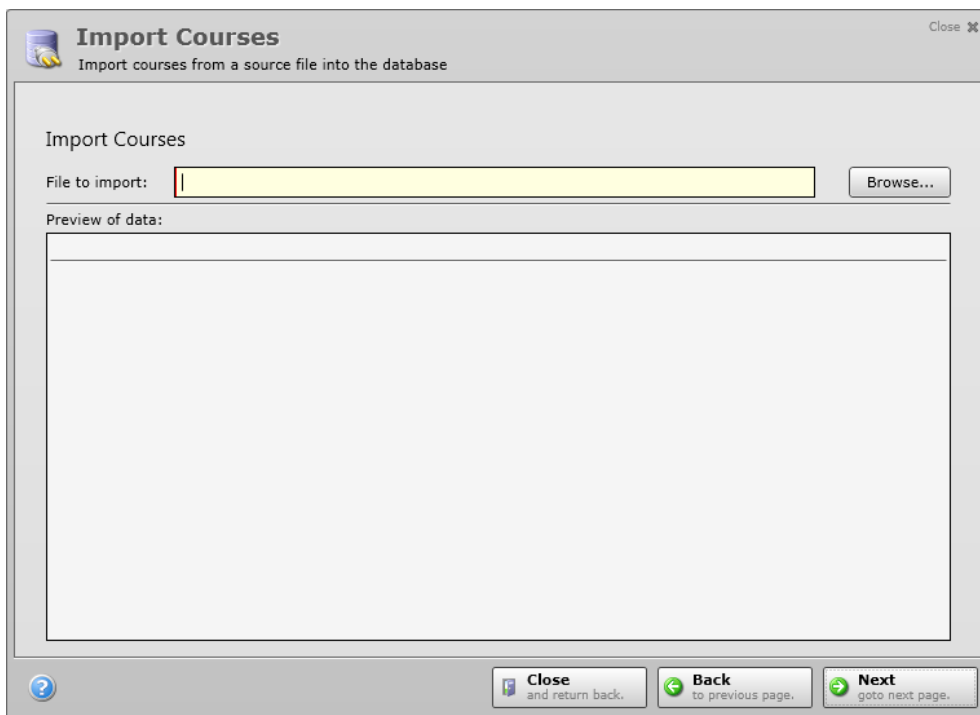 Import Courses
Close
Import courses from a source file into the database
Import Courses
File to import:
Browse...
Preview of data:
Close
and return back.
Back
to previous page.
Next
goto next page.